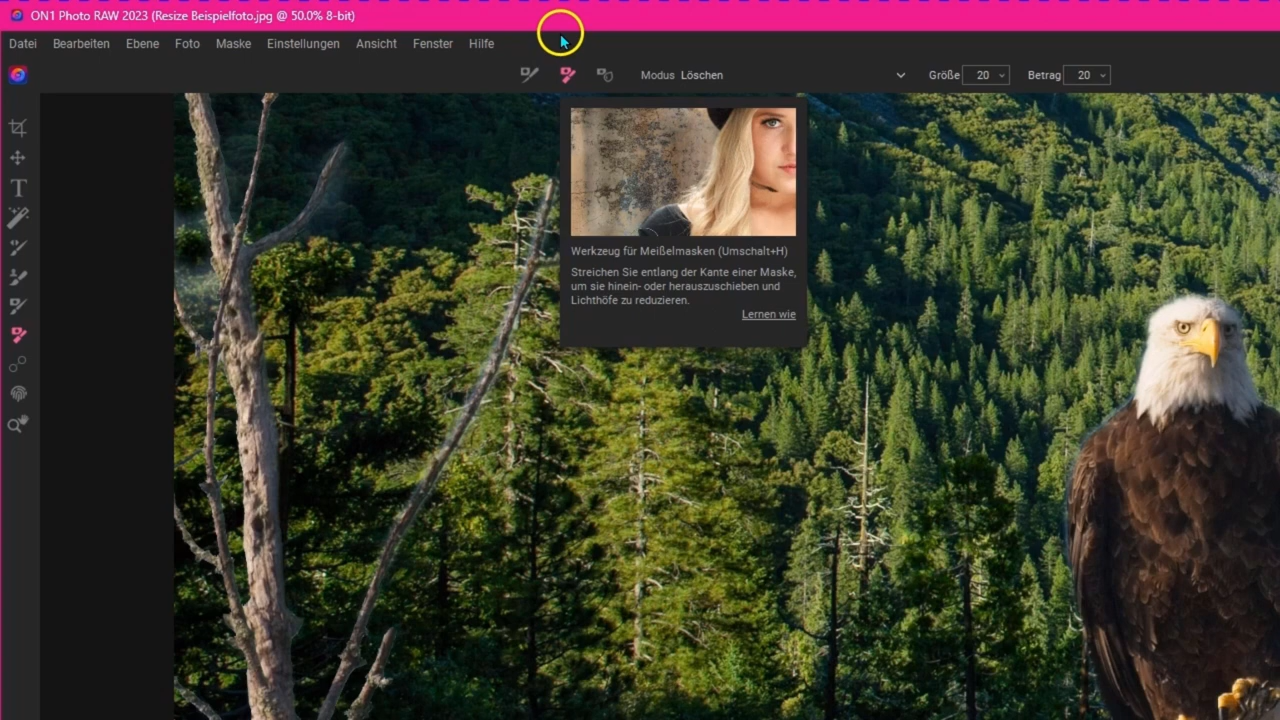 ON1 Photo RAW 2023 (Resize Beispielfoto.jpg @ 50.0% 8-bit)
Datei Bearbeiten Ebene Foto Maske Einstellungen Ansicht Fenster Hilfe
Modus Löschen Größe 20 Betrag 20
T
Werkzeug für Meißelmasken (Umschalt+H)
Streichen Sie entlang der Kante einer Maske,
um sie hinein- oder herauszuschieben und
Lichthöfe zu reduzieren.
Lernen wie